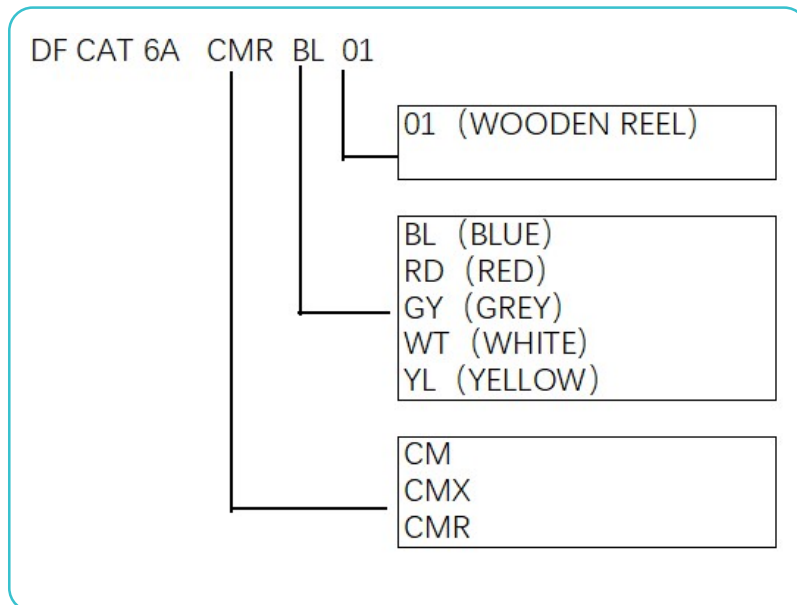 DF CAT 6A CMR BL 01
01 (WOODEN REEL)
BL (BLUE)
RD (RED)
GY (GREY)
WT (WHITE)
YL (YELLOW)
CM
CMX
CMR